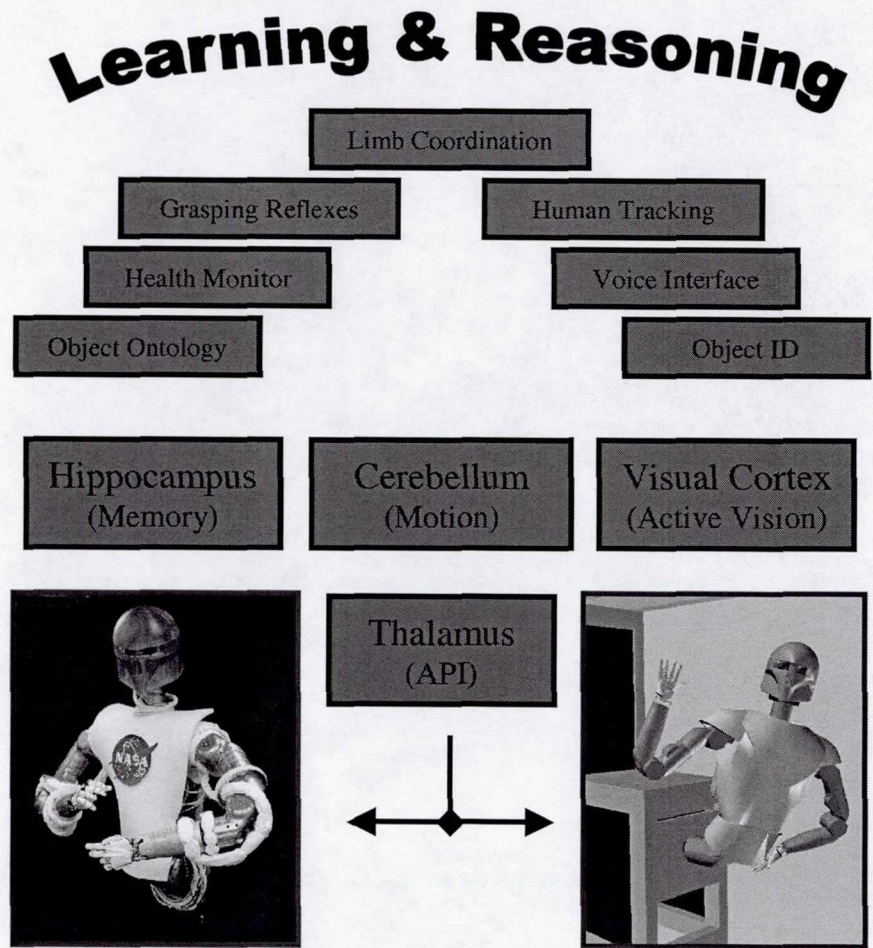 Learning & Reasoning
Limb Coordination
Grasping Reflexes
Human Tracking
Health Monitor
Voice Interface
Object Ontology
Object ID
Hippocampus
(Memory)
Cerebellum
(Motion)
Visual Cortex
(Active Vision)
Thalamus
(API)
NASA